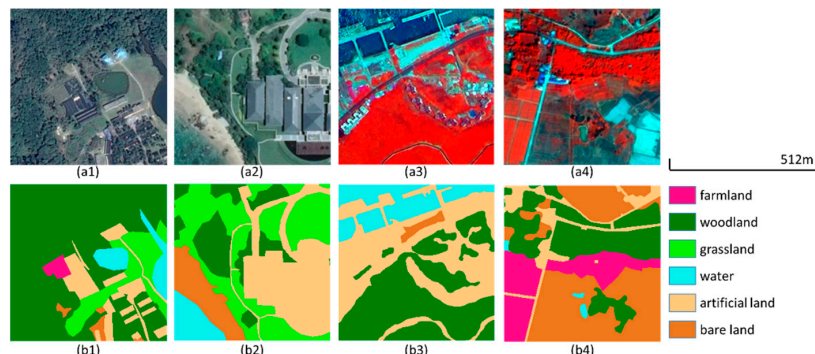 (a1)
(a2)
(a3)
(a4)
512m
farmland
woodland
grassland
water
artificial land
bare land
(b1)
(b2)
(b3)
(b4)